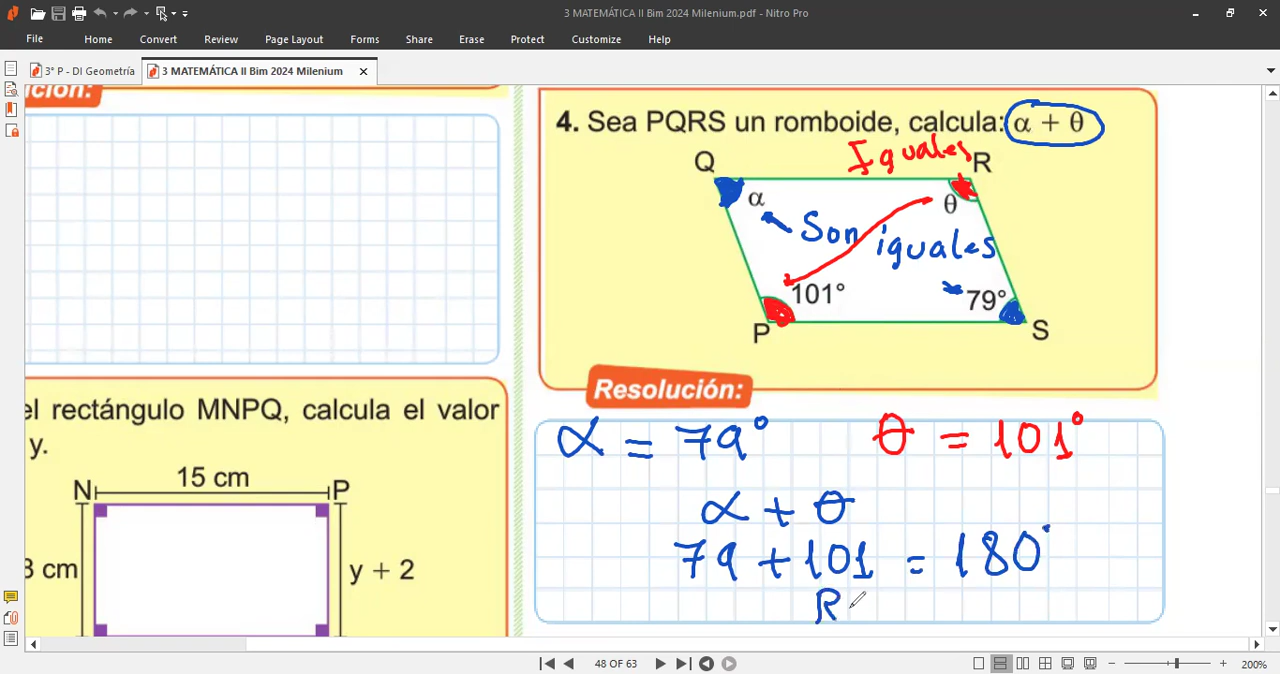 3 MATEMÁTICA II Bim 2024 Milenium.pdf - Nitro Pro
File Home Convert Review Page Layout Forms Share Erase Protect Customize Help
3° P - DI Geometría
3 MATEMÁTICA II Bim 2024 Milenium
ción:
el rectángulo MNPQ, calcula el valor
y.
15 cm
N P
3 cm
y + 2
4. Sea PQRS un romboide, calcula: α + θ
Iguales
Q R
α θ
Son iguales
101° 79°
P S
Resolución:
α = 79° θ = 101°
α + θ
79 + 101 = 180°
R
48 OF 63
200%